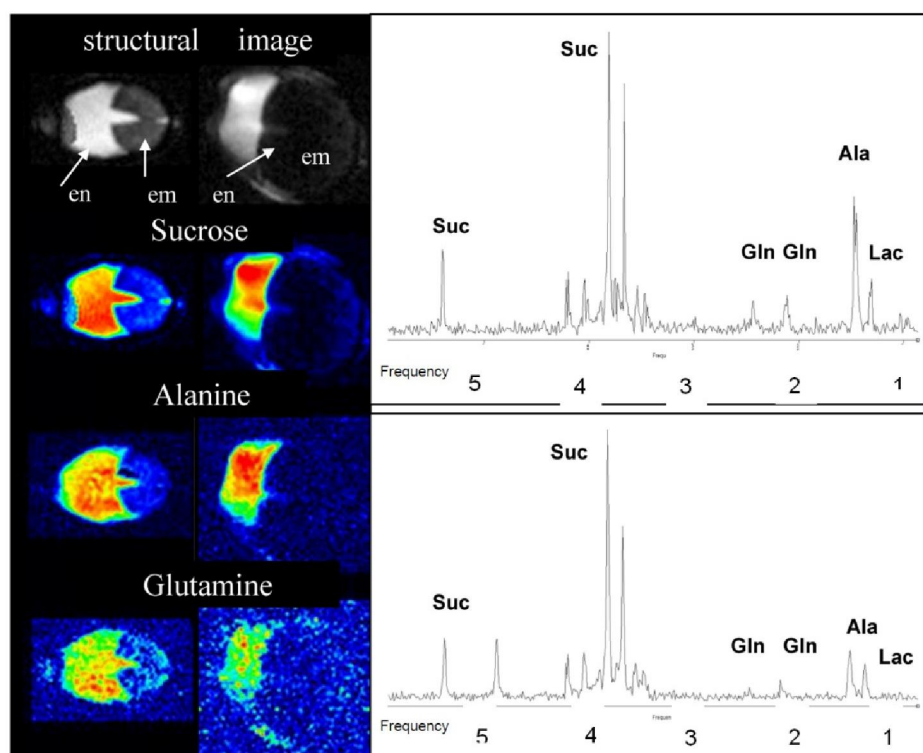 structural image
en em en em
Sucrose
Alanine
Glutamine
Suc
Suc
Ala
Gln Gln
Lac
Frequency
5 4 3 2 1
Suc
Suc
Gln Gln Ala
Lac
Frequency
5 4 3 2 1